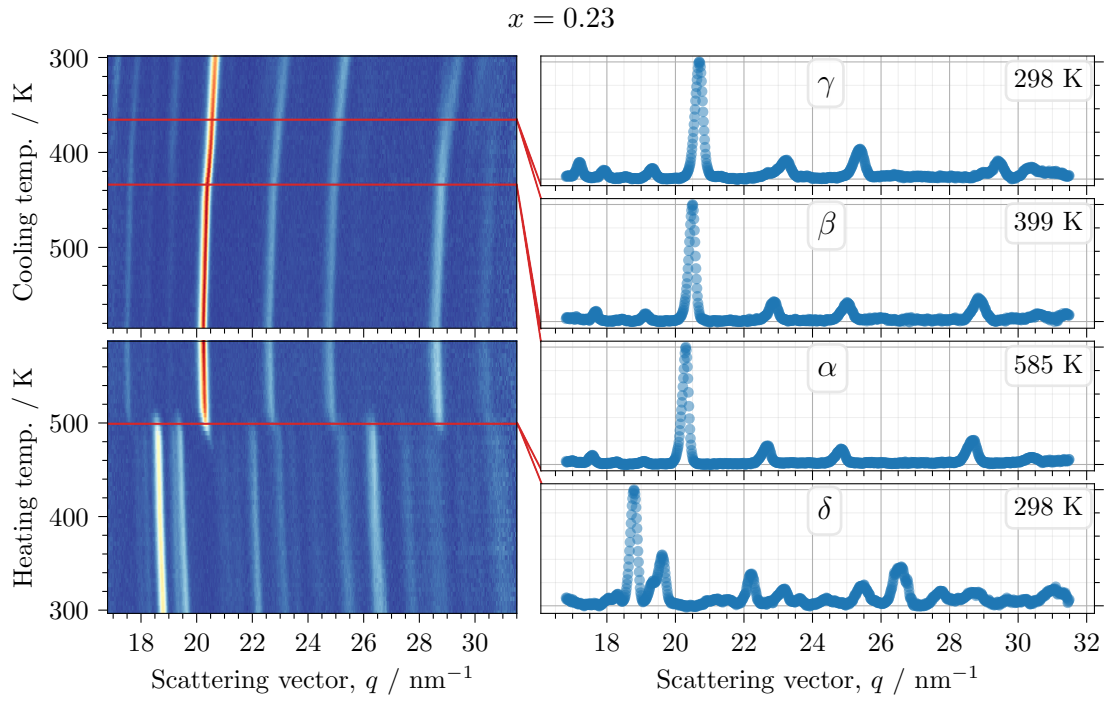 x = 0.23
Cooling temp. / K
300
400
500
Heating temp. / K
500
400
300
18 20 22 24 26 28 30
Scattering vector, q / nm⁻¹
γ 298 K
β 399 K
α 585 K
δ 298 K
18 20 22 24 26 28 30 32
Scattering vector, q / nm⁻¹